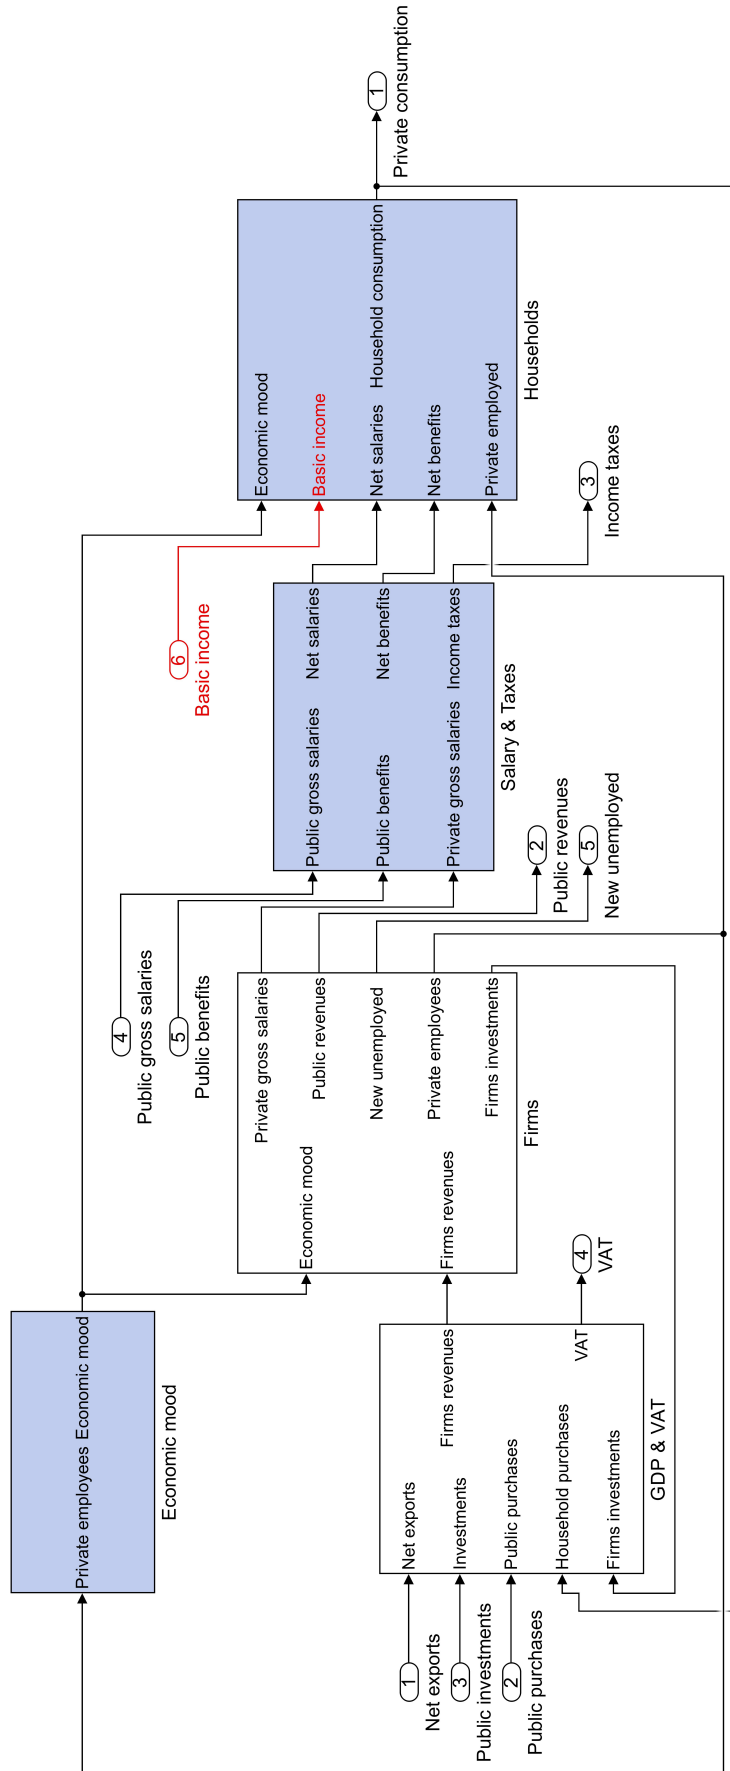 Private employees
Economic mood
Economic mood
4
Public gross salaries
5
Public benefits
6
Basic income
1
Net exports
3
Public investments
2
Public purchases
Net exports
Investments
Public purchases
Household purchases
Firms investments
Firms revenues
VAT
GDP & VAT
4
VAT
Economic mood
Firms revenues
Private gross salaries
Public revenues
New unemployed
Private employees
Firms investments
Firms
Public gross salaries
Public benefits
Private gross salaries
Net salaries
Net benefits
Income taxes
Salary & Taxes
2
Public revenues
5
New unemployed
Economic mood
Basic income
Net salaries
Net benefits
Private employed
Household consumption
Households
3
Income taxes
1
Private consumption